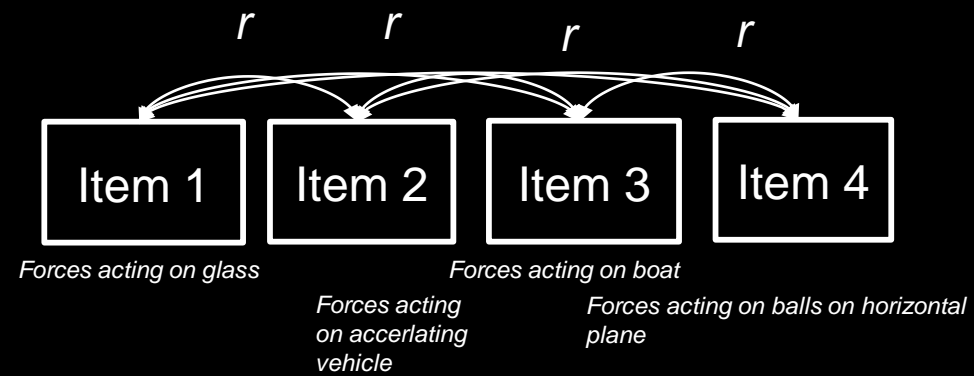 r r r r
Item 1 Item 2 Item 3 Item 4
Forces acting on glass
Forces acting
on accerlating
vehicle
Forces acting on boat
Forces acting on balls on horizontal
plane